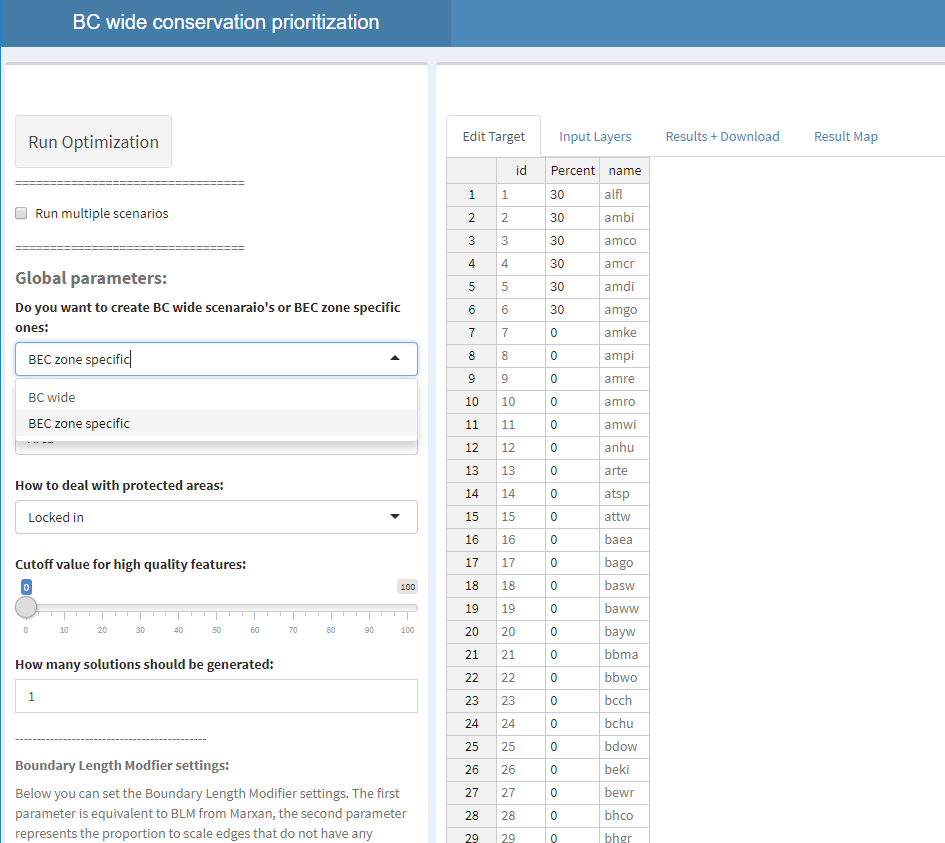 BC wide conservation prioritization
Run Optimization
=================================
Run multiple scenarios
=================================
Global parameters:
Do you want to create BC wide scenaraio's or BEC zone specific
ones:
BEC zone specific
BC wide
BEC zone specific
How to deal with protected areas:
Locked in
Cutoff value for high quality features:
0 100
0 10 20 30 40 50 60 70 80 90 100
How many solutions should be generated:
1
--------------------------------------------
Boundary Length Modfier settings:
Below you can set the Boundary Length Modifier settings. The first
parameter is equivalent to BLM from Marxan, the second parameter
represents the proportion to scale edges that do not have any
Edit Target Input Layers Results + Download Result Map
id Percent name
1 1 30 alfl
2 2 30 ambi
3 3 30 amco
4 4 30 amcr
5 5 30 amdi
6 6 30 amgo
7 7 0 amke
8 8 0 ampi
9 9 0 amre
10 10 0 amro
11 11 0 amwi
12 12 0 anhu
13 13 0 arte
14 14 0 atsp
15 15 0 attw
16 16 0 baea
17 17 0 bago
18 18 0 basw
19 19 0 baww
20 20 0 bayw
21 21 0 bbma
22 22 0 bbwo
23 23 0 bcch
24 24 0 bchu
25 25 0 bdow
26 26 0 beki
27 27 0 bewr
28 28 0 bhco
29 29 0 bhgr